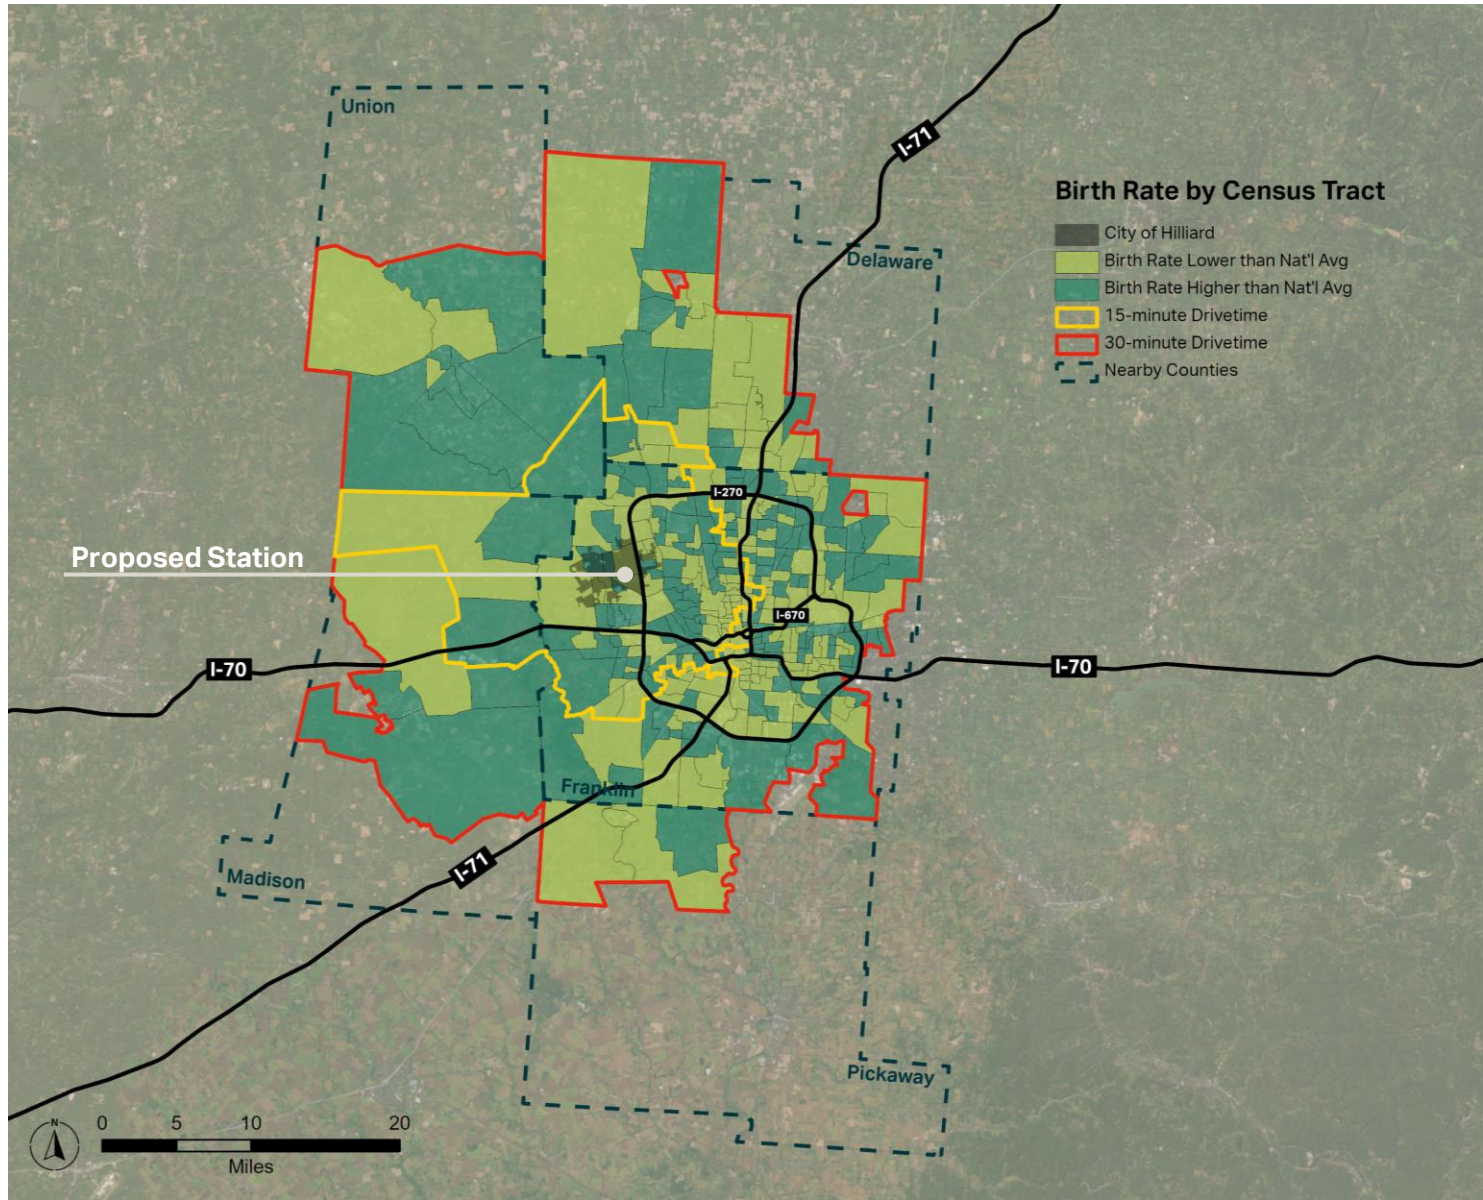 I-71
Union
Birth Rate by Census Tract
City of Hilliard
Birth Rate Lower than Nat'l Avg
Birth Rate Higher than Nat'l Avg
15-minute Drivetime
30-minute Drivetime
Nearby Counties
Delaware
I-270
Proposed Station
I-670
I-70
I-70
Franklin
I-71
Madison
Pickaway
N
0 5 10 20
Miles